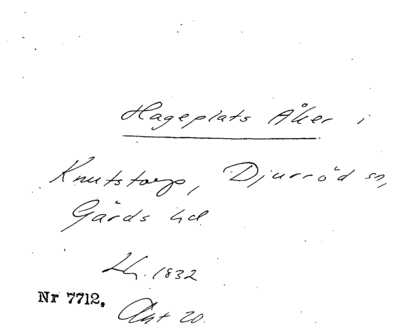 Hageplats Åker i
Knutstorp, Djurröd sn,
Gärds hd.
1832
Nr 7712.
Akt 20.